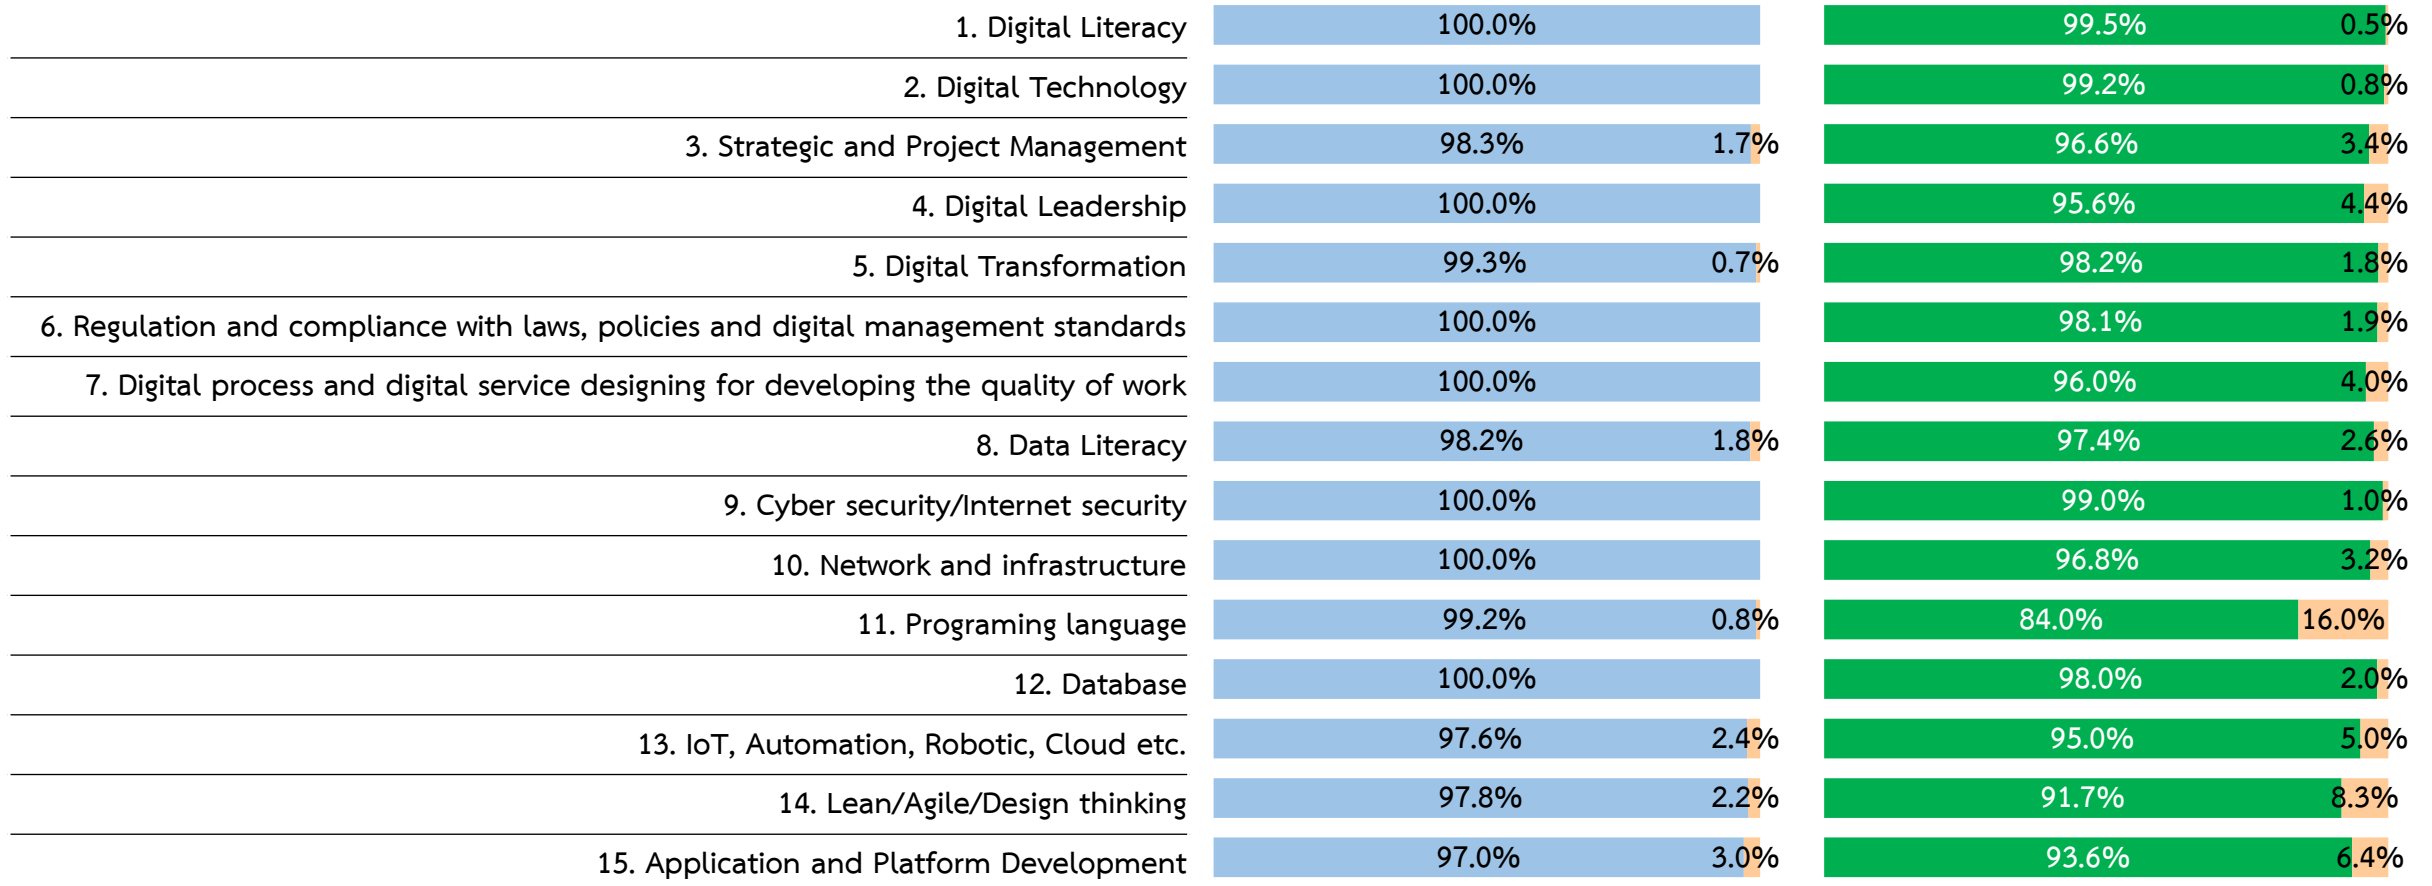 1. Digital Literacy 100.0% 99.5% 0.5%
2. Digital Technology 100.0% 99.2% 0.8%
3. Strategic and Project Management 98.3% 1.7% 96.6% 3.4%
4. Digital Leadership 100.0% 95.6% 4.4%
5. Digital Transformation 99.3% 0.7% 98.2% 1.8%
6. Regulation and compliance with laws, policies and digital management standards 100.0% 98.1% 1.9%
7. Digital process and digital service designing for developing the quality of work 100.0% 96.0% 4.0%
8. Data Literacy 98.2% 1.8% 97.4% 2.6%
9. Cyber security/Internet security 100.0% 99.0% 1.0%
10. Network and infrastructure 100.0% 96.8% 3.2%
11. Programing language 99.2% 0.8% 84.0% 16.0%
12. Database 100.0% 98.0% 2.0%
13. IoT, Automation, Robotic, Cloud etc. 97.6% 2.4% 95.0% 5.0%
14. Lean/Agile/Design thinking 97.8% 2.2% 91.7% 8.3%
15. Application and Platform Development 97.0% 3.0% 93.6% 6.4%